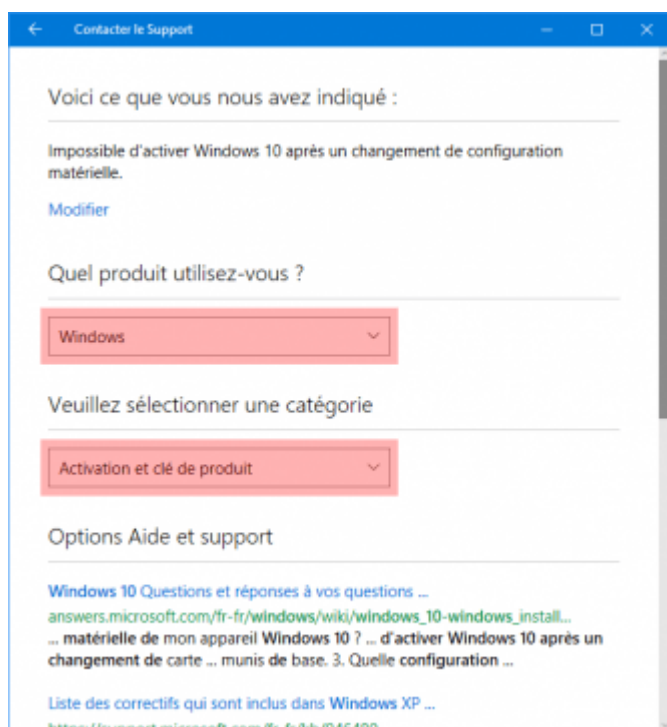 Contacter le Support
Voici ce que vous nous avez indiqué :
Impossible d'activer Windows 10 après un changement de configuration
matérielle.
Modifier
Quel produit utilisez-vous ?
Windows
Veuillez sélectionner une catégorie
Activation et clé de produit
Options Aide et support
Windows 10 Questions et réponses à vos questions ...
answers.microsoft.com/fr-fr/windows/wiki/windows_10-windows_install...
... matérielle de mon appareil Windows 10 ? ... d'activer Windows 10 après un
changement de carte ... munis de base. 3. Quelle configuration ...
Liste des correctifs qui sont inclus dans Windows XP ...